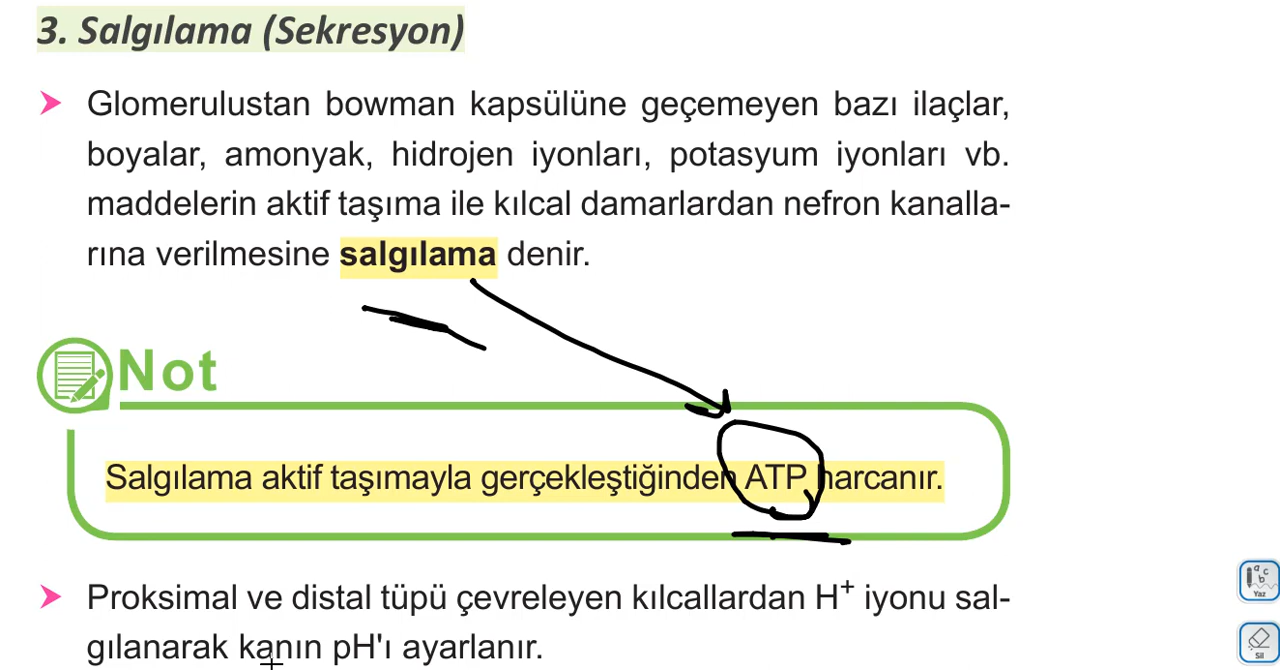 3. Salgılama (Sekresyon)
Glomerulustan bowman kapsülüne geçemeyen bazı ilaçlar,
boyalar, amonyak, hidrojen iyonları, potasyum iyonları vb.
maddelerin aktif taşıma ile kılcal damarlardan nefron kanalla-
rına verilmesine salgılama denir.
Not
Salgılama aktif taşımayla gerçekleştiğinden ATP harcanır.
Proksimal ve distal tüpü çevreleyen kılcallardan H⁺ iyonu sal-
gılanarak kanın pH'ı ayarlanır.
a c
b
Yaz
Sil